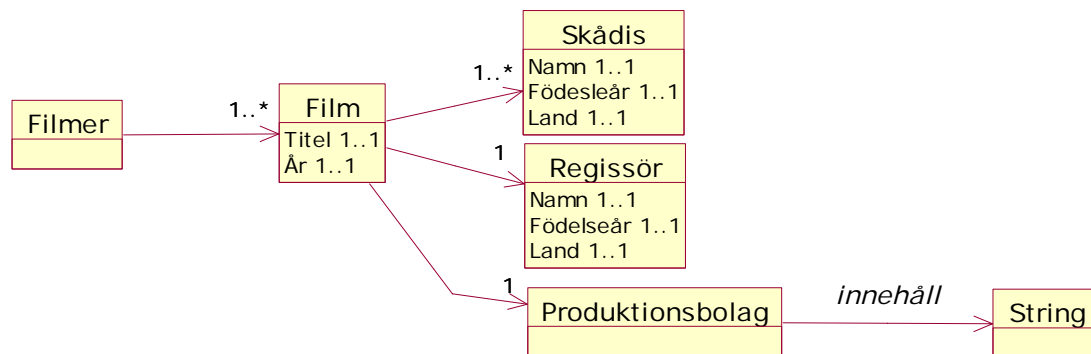 Filmer
1..*
Film
Titel 1..1
År 1..1
1..*
Skådis
Namn 1..1
Födesleår 1..1
Land 1..1
1
Regissör
Namn 1..1
Födelseår 1..1
Land 1..1
1
Produktionsbolag
innehåll
String